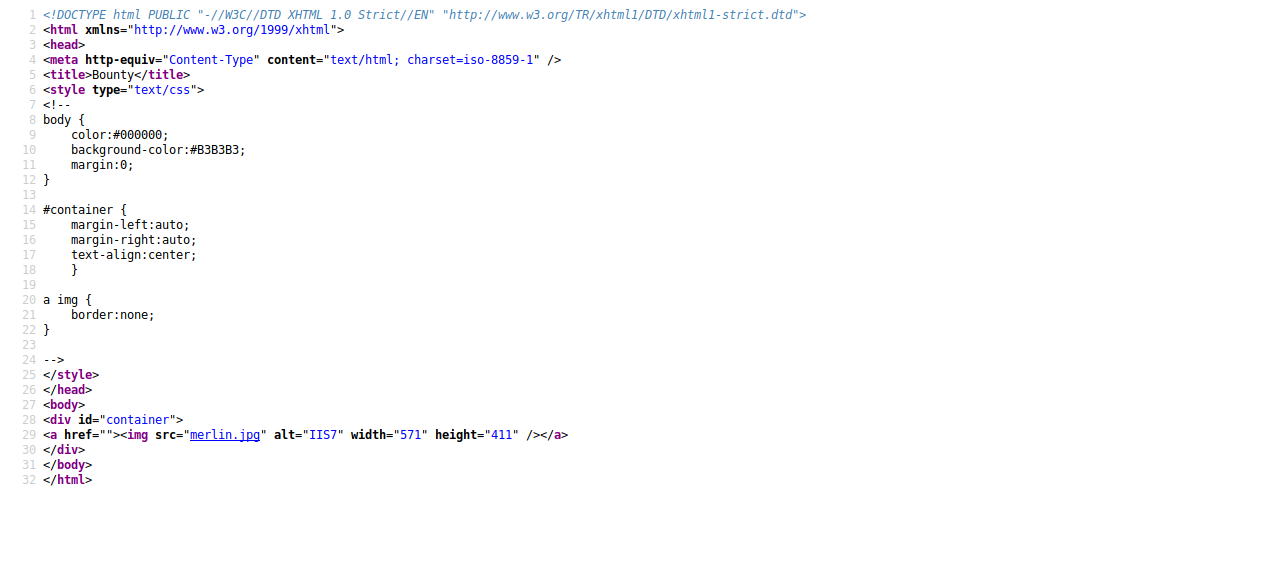 1 <!DOCTYPE html PUBLIC "-//W3C//DTD XHTML 1.0 Strict//EN" "http://www.w3.org/TR/xhtml1/DTD/xhtml1-strict.dtd">
2 <html xmlns="http://www.w3.org/1999/xhtml">
3 <head>
4 <meta http-equiv="Content-Type" content="text/html; charset=iso-8859-1" />
5 <title>Bounty</title>
6 <style type="text/css">
7 <!--
8 body {
9     color:#000000;
10     background-color:#B3B3B3;
11     margin:0;
12 }
13
14 #container {
15     margin-left:auto;
16     margin-right:auto;
17     text-align:center;
18     }
19
20 a img {
21     border:none;
22 }
23
24 -->
25 </style>
26 </head>
27 <body>
28 <div id="container">
29 <a href=""><img src="merlin.jpg" alt="IIS7" width="571" height="411" /></a>
30 </div>
31 </body>
32 </html>